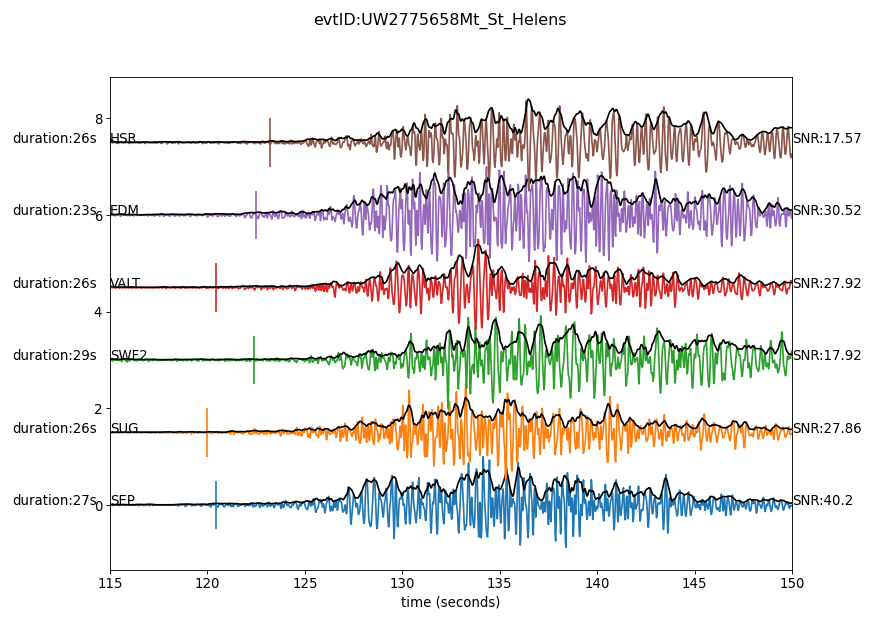 evtID:UW2775658Mt_St_Helens
8
duration:26s HSR SNR:17.57
duration:23s EDM SNR:30.52
6
duration:26s VALT SNR:27.92
4
duration:29s SWF2 SNR:17.92
2
duration:26s SUG SNR:27.86
duration:27s SEP SNR:40.2
0
115 120 125 130 135 140 145 150
time (seconds)